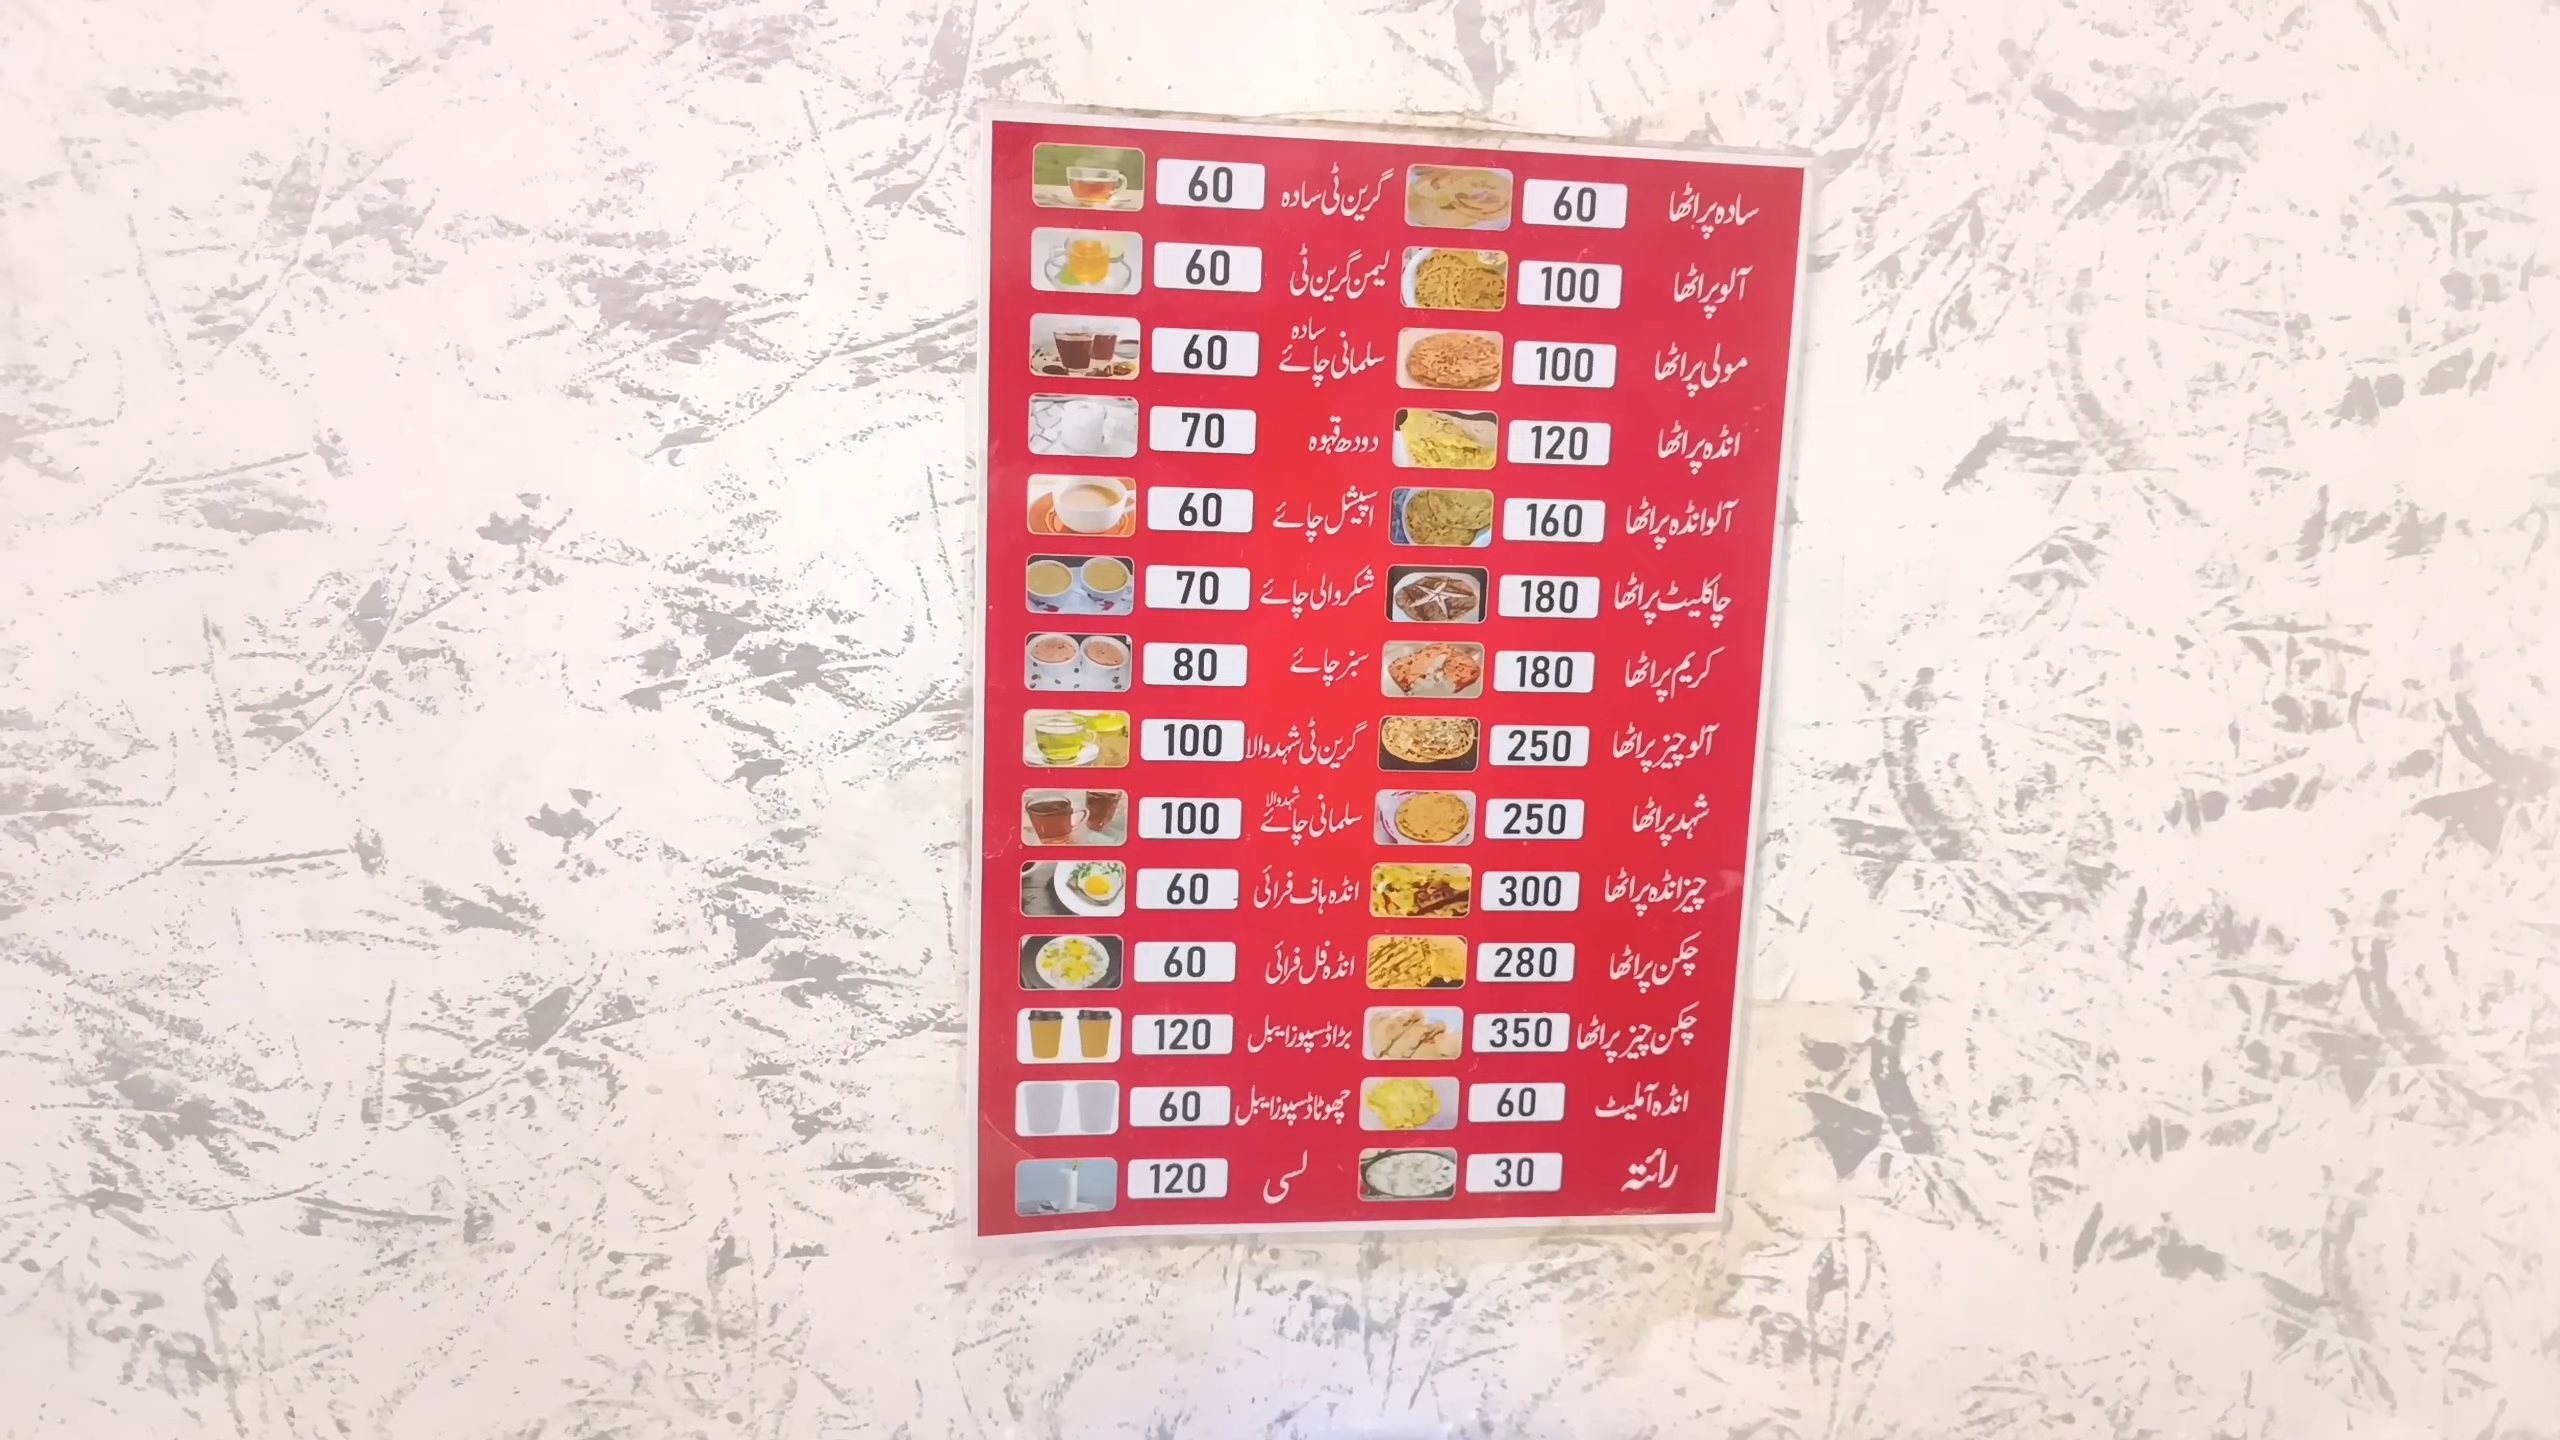 سادہ پراٹھا 60 گرین ٹی سادہ 60
آلو پراٹھا 100 لیمن گرین ٹی 60
مولی پراٹھا 100 سلمانی چائے سادہ 60
انڈہ پراٹھا 120 دودھ قہوہ 70
آلو انڈہ پراٹھا 160 اسپیشل چائے 60
چاکلیٹ پراٹھا 180 شکر والی چائے 70
کریم پراٹھا 180 سبز چائے 80
آلو چیز پراٹھا 250 گرین ٹی شہد والا 100
شہد پراٹھا 250 سلمانی چائے شہد والا 100
چیز انڈہ پراٹھا 300 انڈہ ہاف فرائی 60
چکن پراٹھا 280 انڈہ فل فرائی 60
چکن چیز پراٹھا 350 بڑا ڈسپوزایبل 120
انڈہ آملیٹ 60 چھوٹا ڈسپوزایبل 60
رائتہ 30 لسی 120